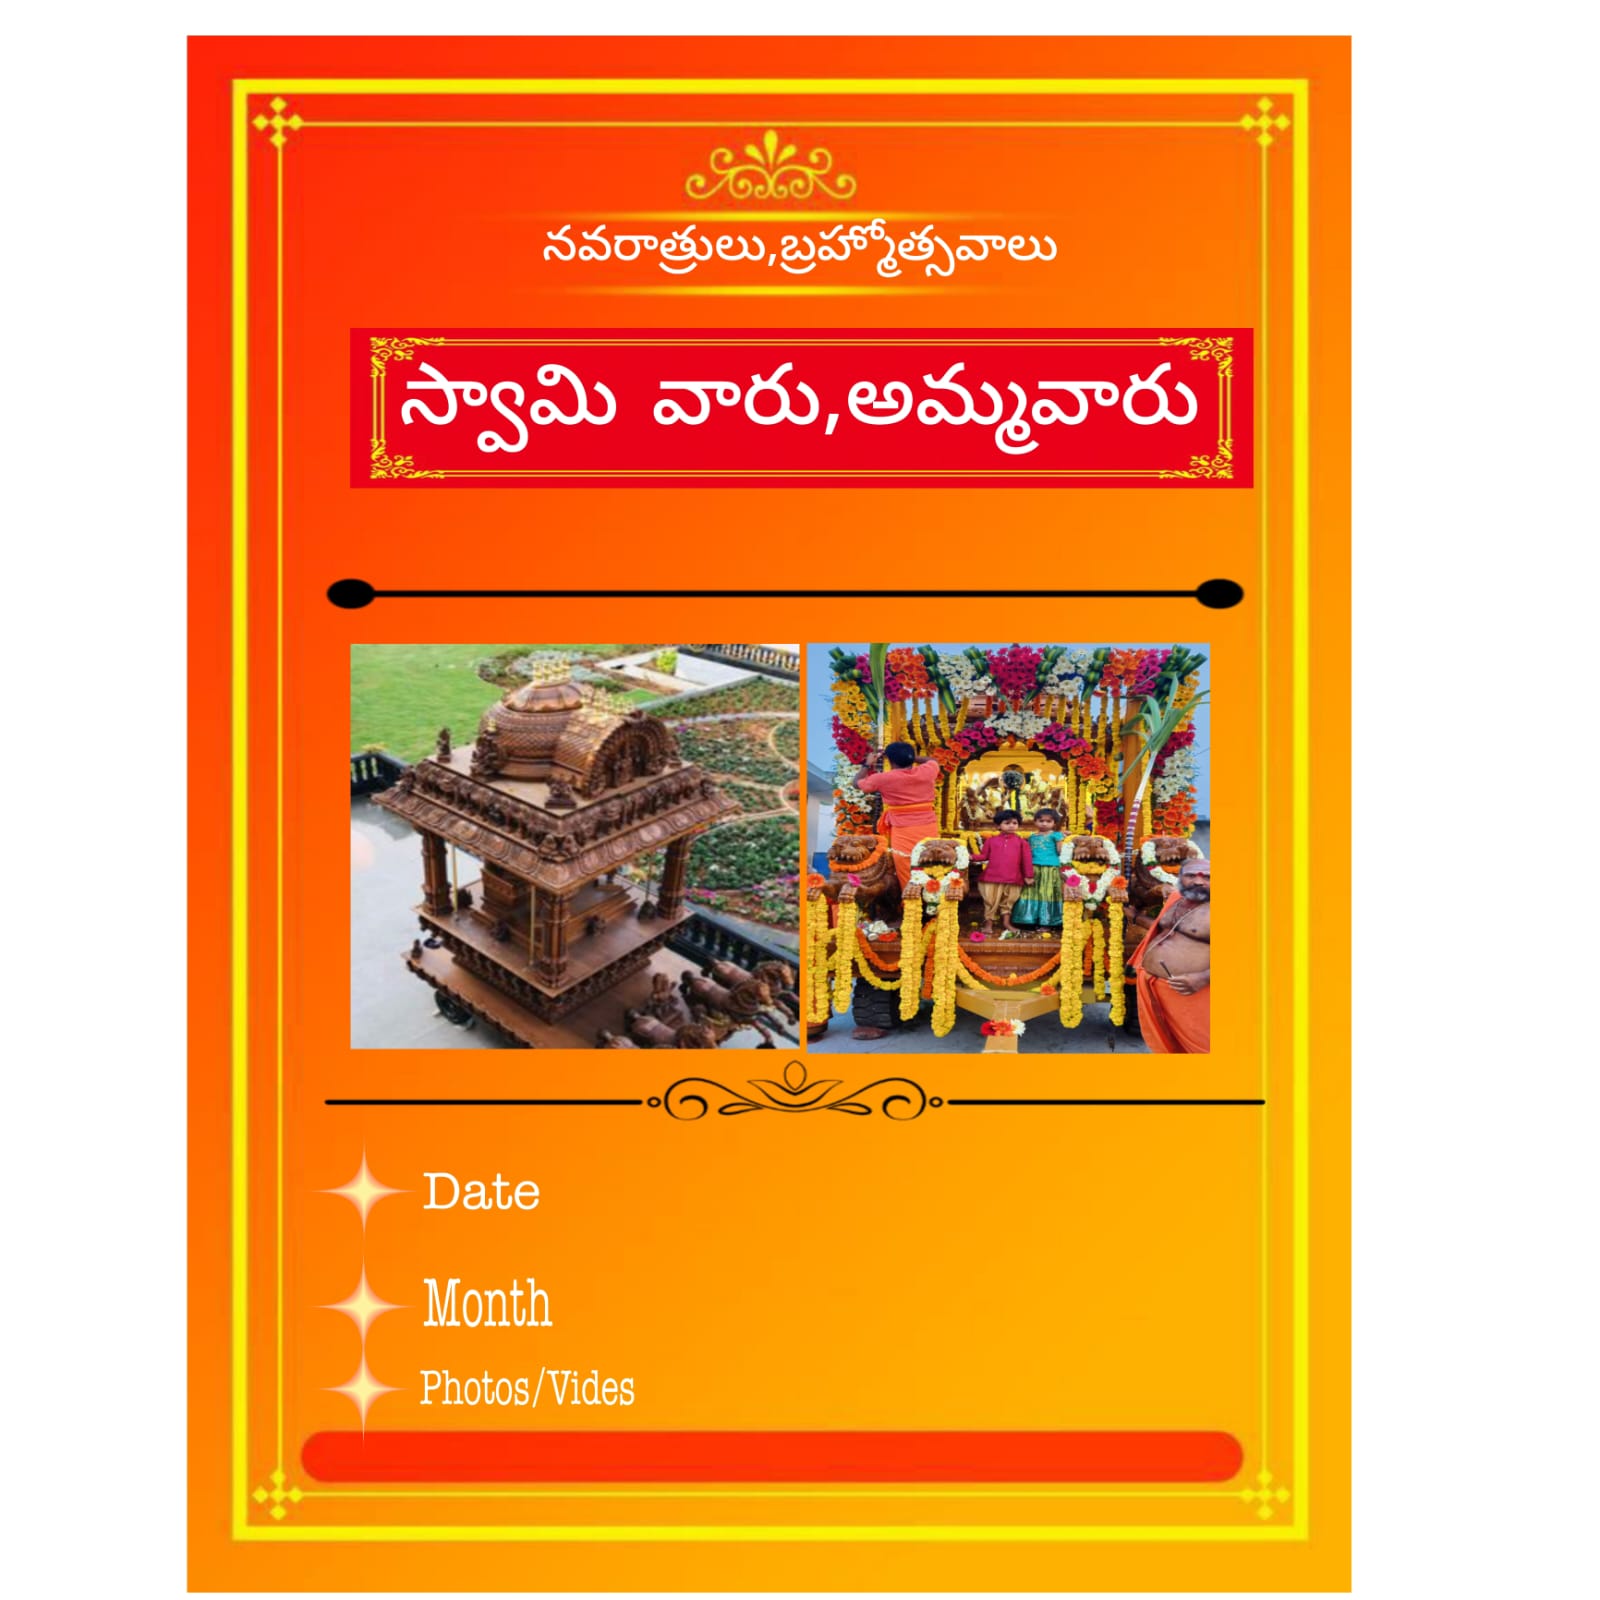 నవరాత్రులు,బ్రహ్మోత్సవాలు
స్వామి వారు,అమ్మవారు
Date
Month
Photos/Vides